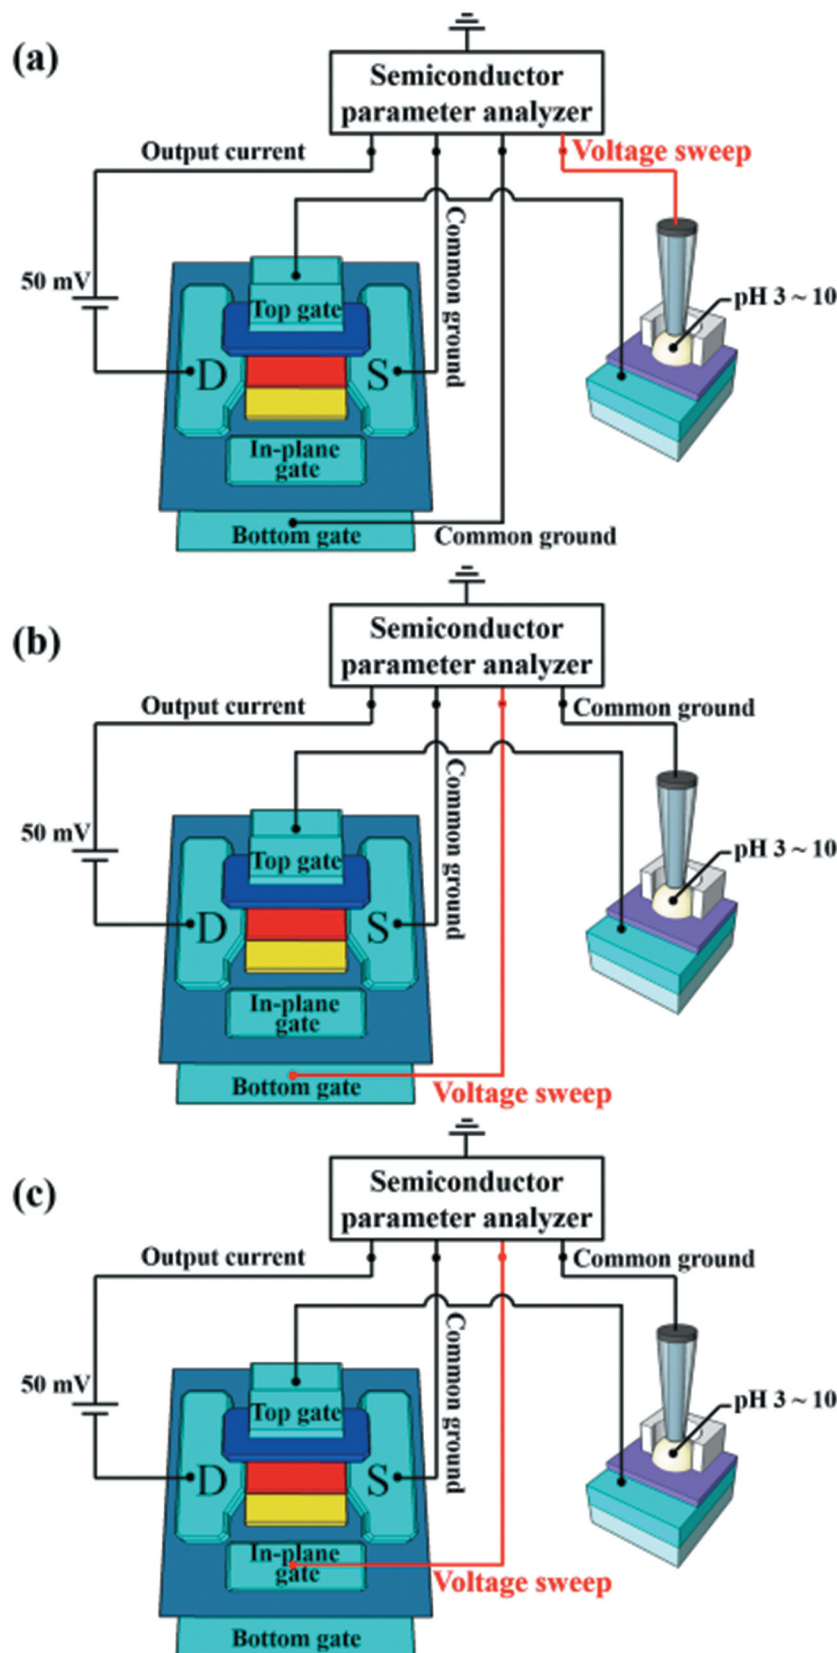 (a)
Semiconductor
parameter analyzer
Output current
Voltage sweep
Common ground
50 mV
Top gate
pH 3 ~ 10
D
S
In-plane
gate
Bottom gate
Common ground
(b)
Semiconductor
parameter analyzer
Output current
Common ground
Common ground
50 mV
Top gate
pH 3 ~ 10
D
S
In-plane
gate
Bottom gate
Voltage sweep
(c)
Semiconductor
parameter analyzer
Output current
Common ground
Common ground
50 mV
Top gate
pH 3 ~ 10
D
S
In-plane
gate
Voltage sweep
Bottom gate